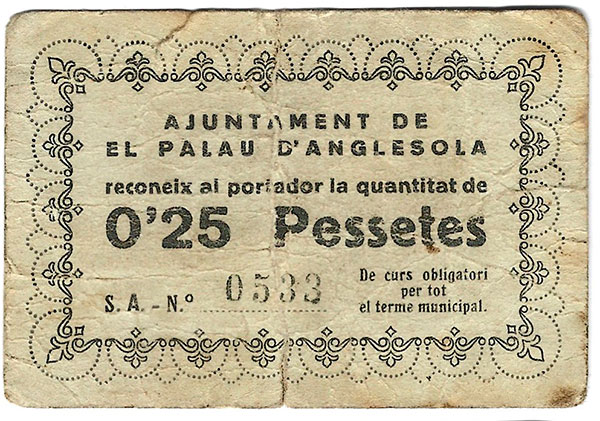 AJUNTAMENT DE
EL PALAU D'ANGLESOLA
reconeix al portador la quantitat de
0'25 Pessetes
S. A. - N.º 0532
De curs obligatori
per tot
el terme municipal.